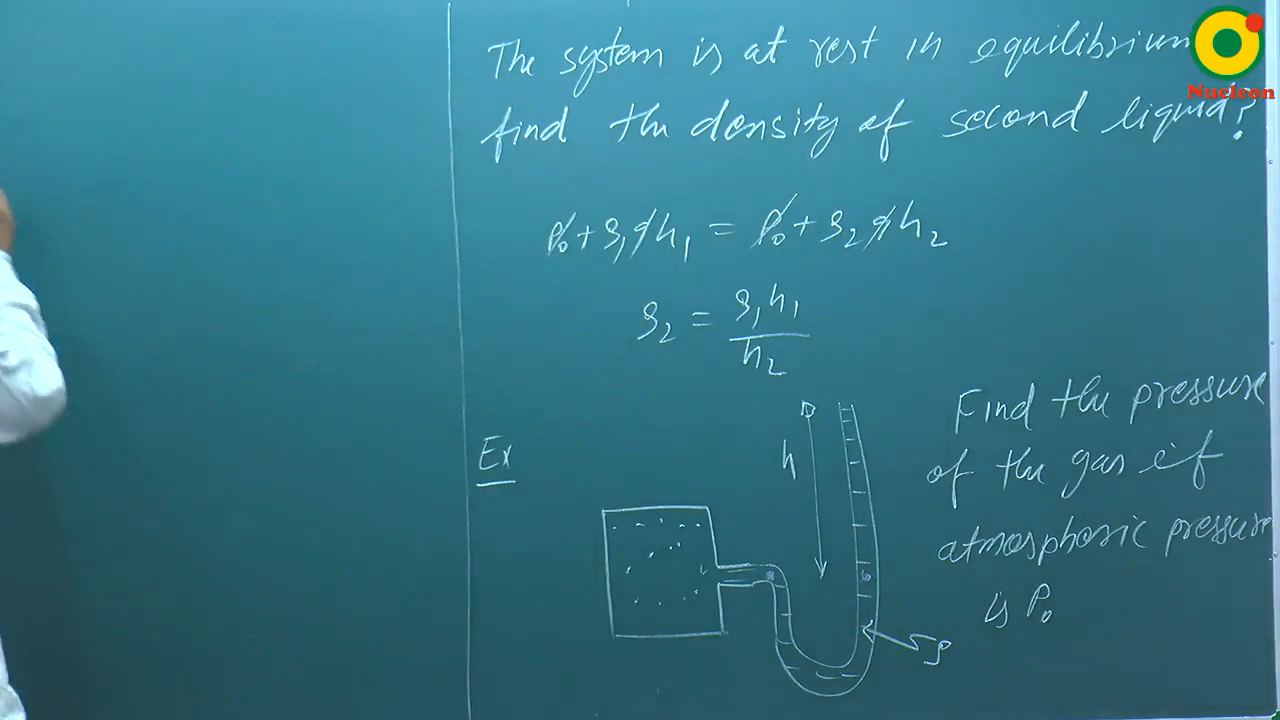 The system is at rest in equilibrium
find the density of second liquid?
P₀ + ρ₁gh₁ = P₀ + ρ₂gh₂
ρ₂ = ρ₁h₁ / h₂
Ex
h
ρ
Find the pressure
of the gas if
atmospheric pressure
is P₀
Nucleon